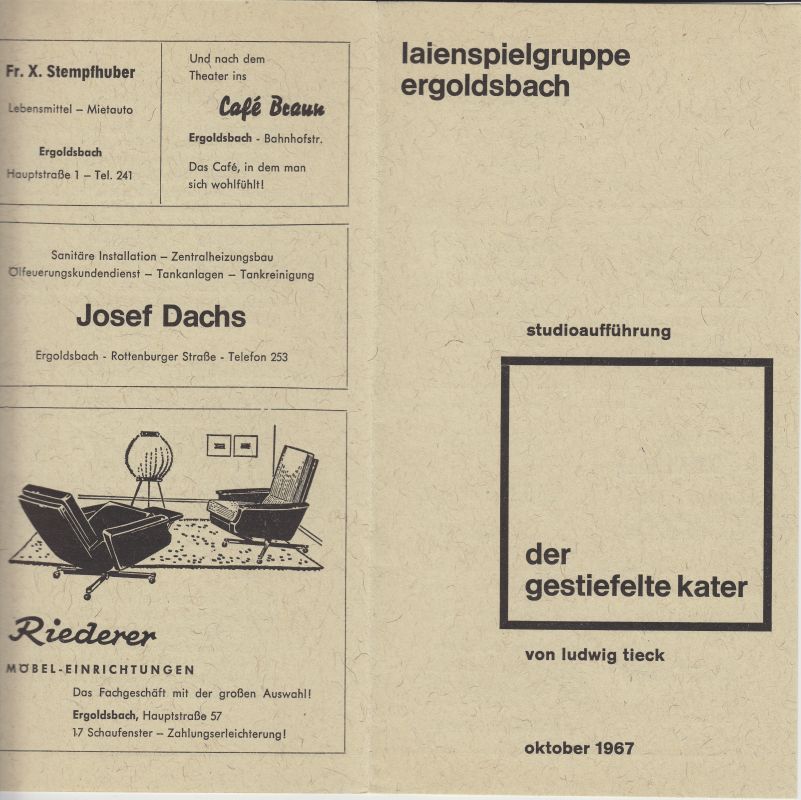 Fr. X. Stempfhuber
Lebensmittel – Mietauto
Ergoldsbach
Hauptstraße 1 – Tel. 241
Und nach dem
Theater ins
Café Braun
Ergoldsbach - Bahnhofstr.
Das Café, in dem man
sich wohlfühlt!
Sanitäre Installation – Zentralheizungsbau
Ölfeuerungskundendienst – Tankanlagen – Tankreinigung
Josef Dachs
Ergoldsbach - Rottenburger Straße - Telefon 253
Riederer
MÖBEL-EINRICHTUNGEN
Das Fachgeschäft mit der großen Auswahl!
Ergoldsbach, Hauptstraße 57
17 Schaufenster – Zahlungserleichterung!
laienspielgruppe
ergoldsbach
studioaufführung
der
gestiefelte kater
von ludwig tieck
oktober 1967